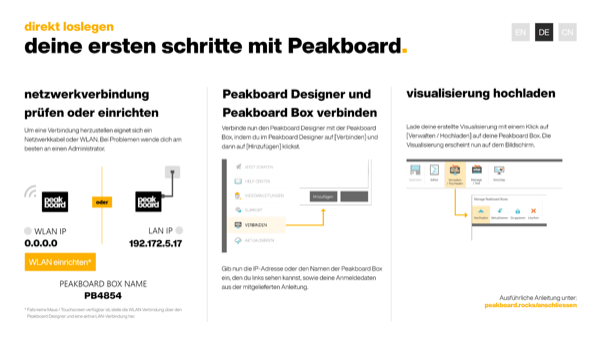 direkt loslegen
deine ersten schritte mit Peakboard.
EN DE CN
netzwerkverbindung
prüfen oder einrichten
Um eine Verbindung herzustellen eignet sich ein
Netzwerkkabel oder WLAN. Bei Problemen wende dich am
besten an einen Administrator.
peak
board
oder
peak
board
WLAN IP
0.0.0.0
LAN IP
192.172.5.17
WLAN einrichten*
PEAKBOARD BOX NAME
PB4854
* Falls keine Maus / Touchscreen verfügbar ist, stelle die WLAN-Verbindung über den
Peakboard Designer und eine aktive LAN-Verbindung her.
Peakboard Designer und
Peakboard Box verbinden
Verbinde nun den Peakboard Designer mit der Peakboard
Box, indem du im Peakboard Designer auf [Verbinden] und
dann auf [Hinzufügen] klickst.
JETZT STARTEN
HELP CENTER
SUPPORT
VERBINDEN
Hinzufügen
Gib nun die IP-Adresse oder den Namen der Peakboard Box
ein, den du links sehen kannst, sowie deine Anmeldedaten
aus der mitgelieferten Anleitung.
visualisierung hochladen
Lade deine erstellte Visualisierung mit einem Klick auf
[Verwalten / Hochladen] auf deine Peakboard Box. Die
Visualisierung erscheint nun auf dem Bildschirm.
Verwalten
/ Hochladen
Manage Peakboard Boxes
Hochladen
Ausführliche Anleitung unter:
peakboard.rocks/anschliessen